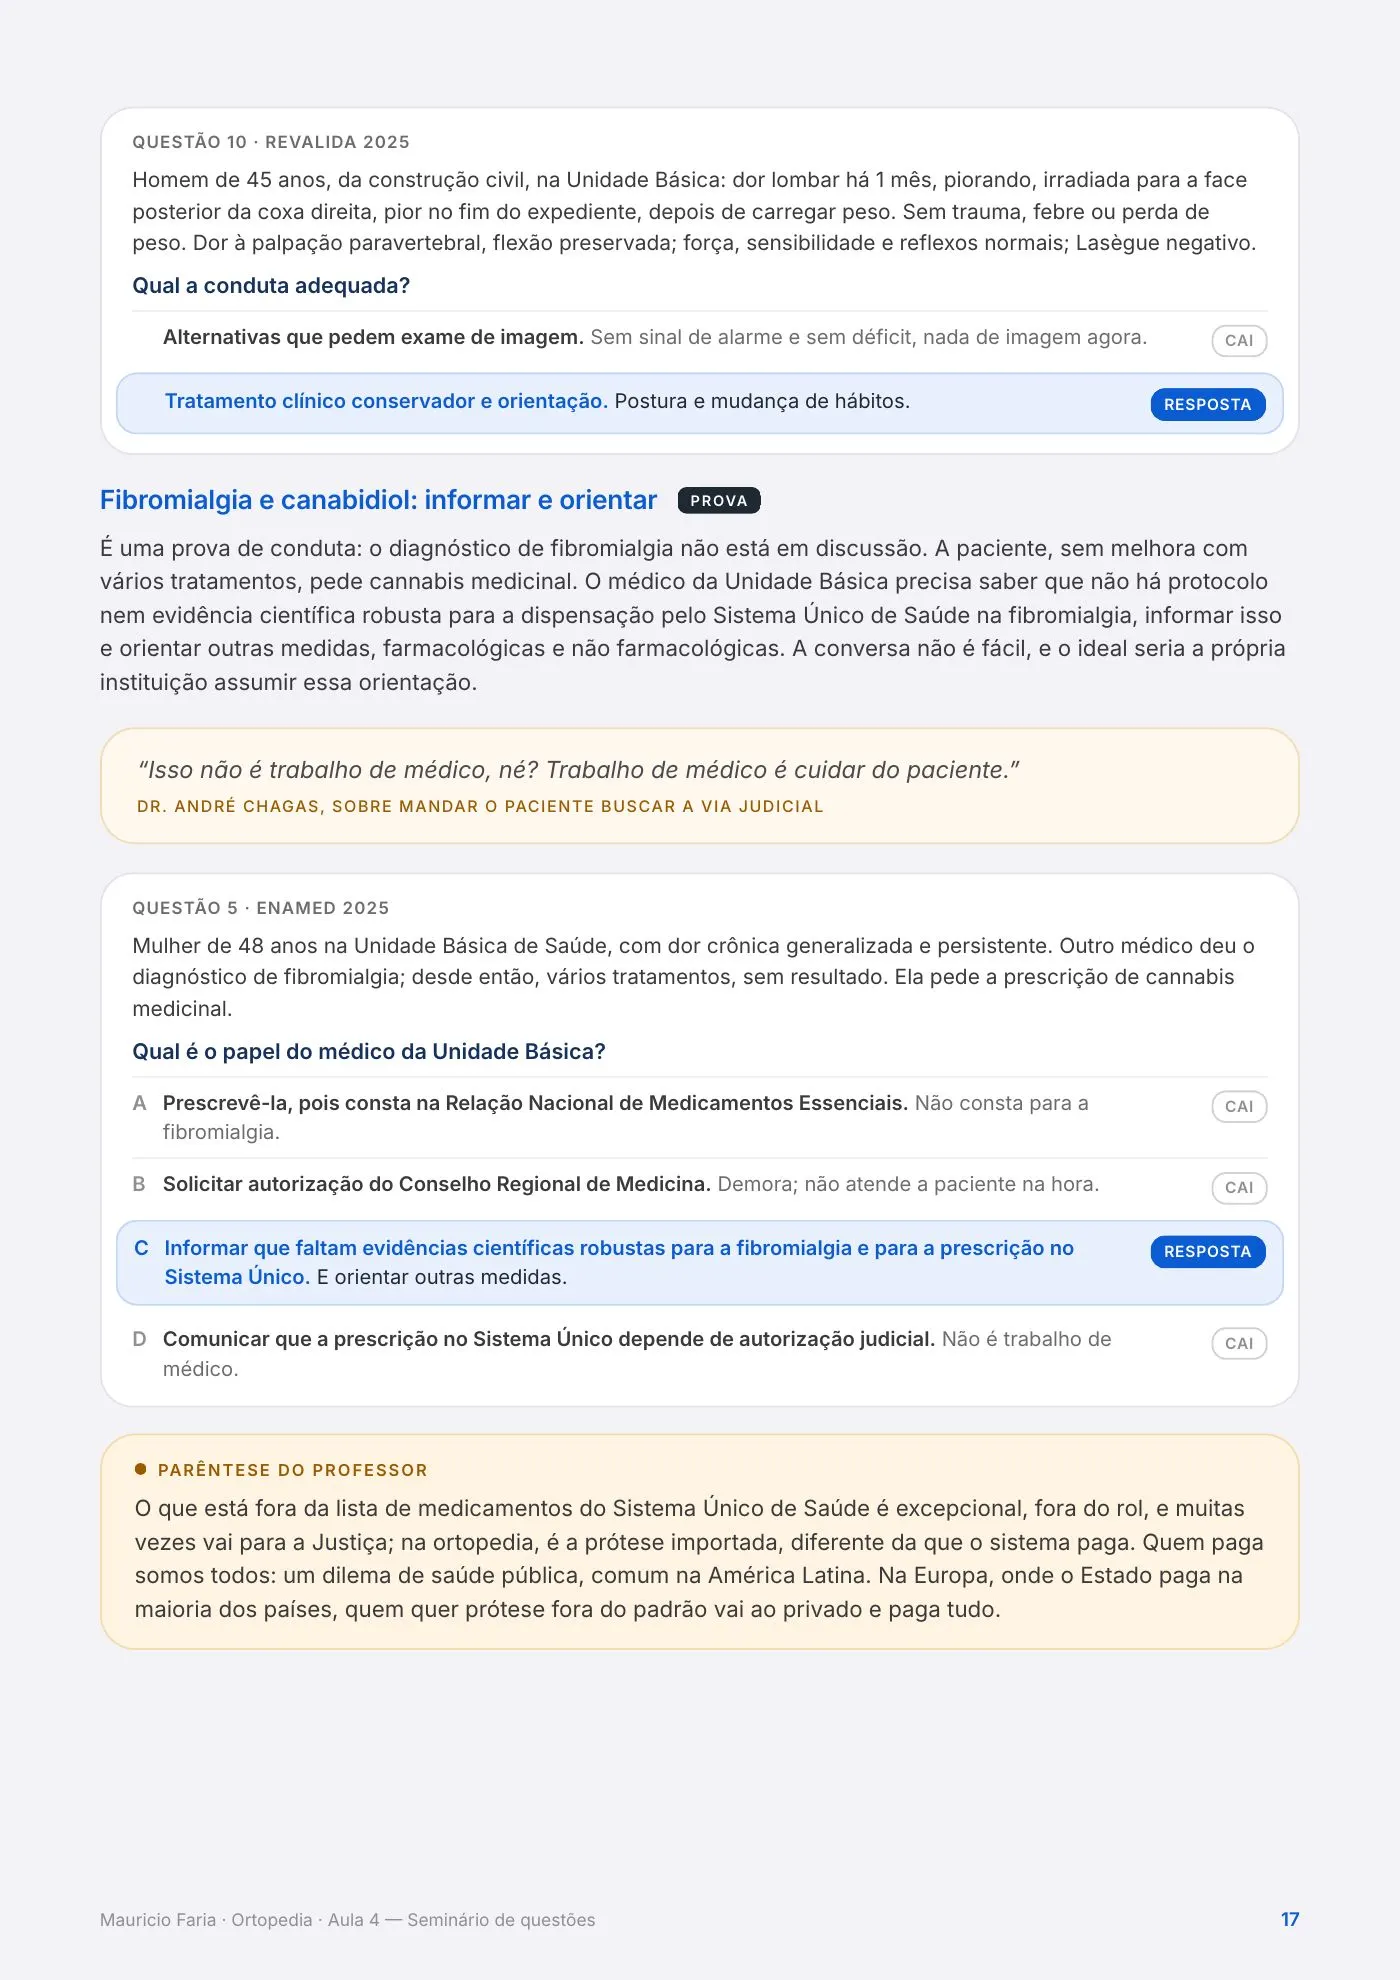 QUESTÃO 10 · REVALIDA 2025
Homem de 45 anos, da construção civil, na Unidade Básica: dor lombar há 1 mês, piorando, irradiada para a face
posterior da coxa direita, pior no fim do expediente, depois de carregar peso. Sem trauma, febre ou perda de
peso. Dor à palpação paravertebral, flexão preservada; força, sensibilidade e reflexos normais; Lasègue negativo.
Qual a conduta adequada?
Alternativas que pedem exame de imagem. Sem sinal de alarme e sem déficit, nada de imagem agora. CAI
Tratamento clínico conservador e orientação. Postura e mudança de hábitos. RESPOSTA
Fibromialgia e canabidiol: informar e orientar PROVA
É uma prova de conduta: o diagnóstico de fibromialgia não está em discussão. A paciente, sem melhora com
vários tratamentos, pede cannabis medicinal. O médico da Unidade Básica precisa saber que não há protocolo
nem evidência científica robusta para a dispensação pelo Sistema Único de Saúde na fibromialgia, informar isso
e orientar outras medidas, farmacológicas e não farmacológicas. A conversa não é fácil, e o ideal seria a própria
instituição assumir essa orientação.
“Isso não é trabalho de médico, né? Trabalho de médico é cuidar do paciente.”
DR. ANDRÉ CHAGAS, SOBRE MANDAR O PACIENTE BUSCAR A VIA JUDICIAL
QUESTÃO 5 · ENAMED 2025
Mulher de 48 anos na Unidade Básica de Saúde, com dor crônica generalizada e persistente. Outro médico deu o
diagnóstico de fibromialgia; desde então, vários tratamentos, sem resultado. Ela pede a prescrição de cannabis
medicinal.
Qual é o papel do médico da Unidade Básica?
A Prescrevê-la, pois consta na Relação Nacional de Medicamentos Essenciais. Não consta para a CAI
fibromialgia.
B Solicitar autorização do Conselho Regional de Medicina. Demora; não atende a paciente na hora. CAI
C Informar que faltam evidências científicas robustas para a fibromialgia e para a prescrição no RESPOSTA
Sistema Único. E orientar outras medidas.
D Comunicar que a prescrição no Sistema Único depende de autorização judicial. Não é trabalho de CAI
médico.
PARÊNTESE DO PROFESSOR
O que está fora da lista de medicamentos do Sistema Único de Saúde é excepcional, fora do rol, e muitas
vezes vai para a Justiça; na ortopedia, é a prótese importada, diferente da que o sistema paga. Quem paga
somos todos: um dilema de saúde pública, comum na América Latina. Na Europa, onde o Estado paga na
maioria dos países, quem quer prótese fora do padrão vai ao privado e paga tudo.
Mauricio Faria · Ortopedia · Aula 4 — Seminário de questões 17